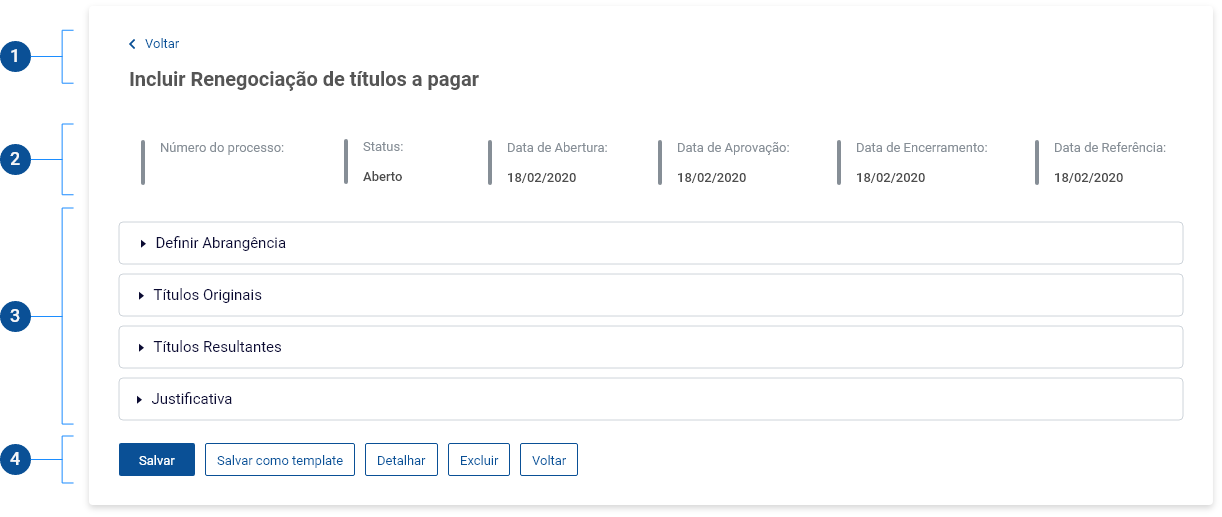 1
Voltar
Incluir Renegociação de títulos a pagar
2
Número do processo: Status: Data de Abertura: Data de Aprovação: Data de Encerramento: Data de Referência:
Aberto 18/02/2020 18/02/2020 18/02/2020 18/02/2020
3
Definir Abrangência
Títulos Originais
Títulos Resultantes
Justificativa
4
Salvar Salvar como template Detalhar Excluir Voltar